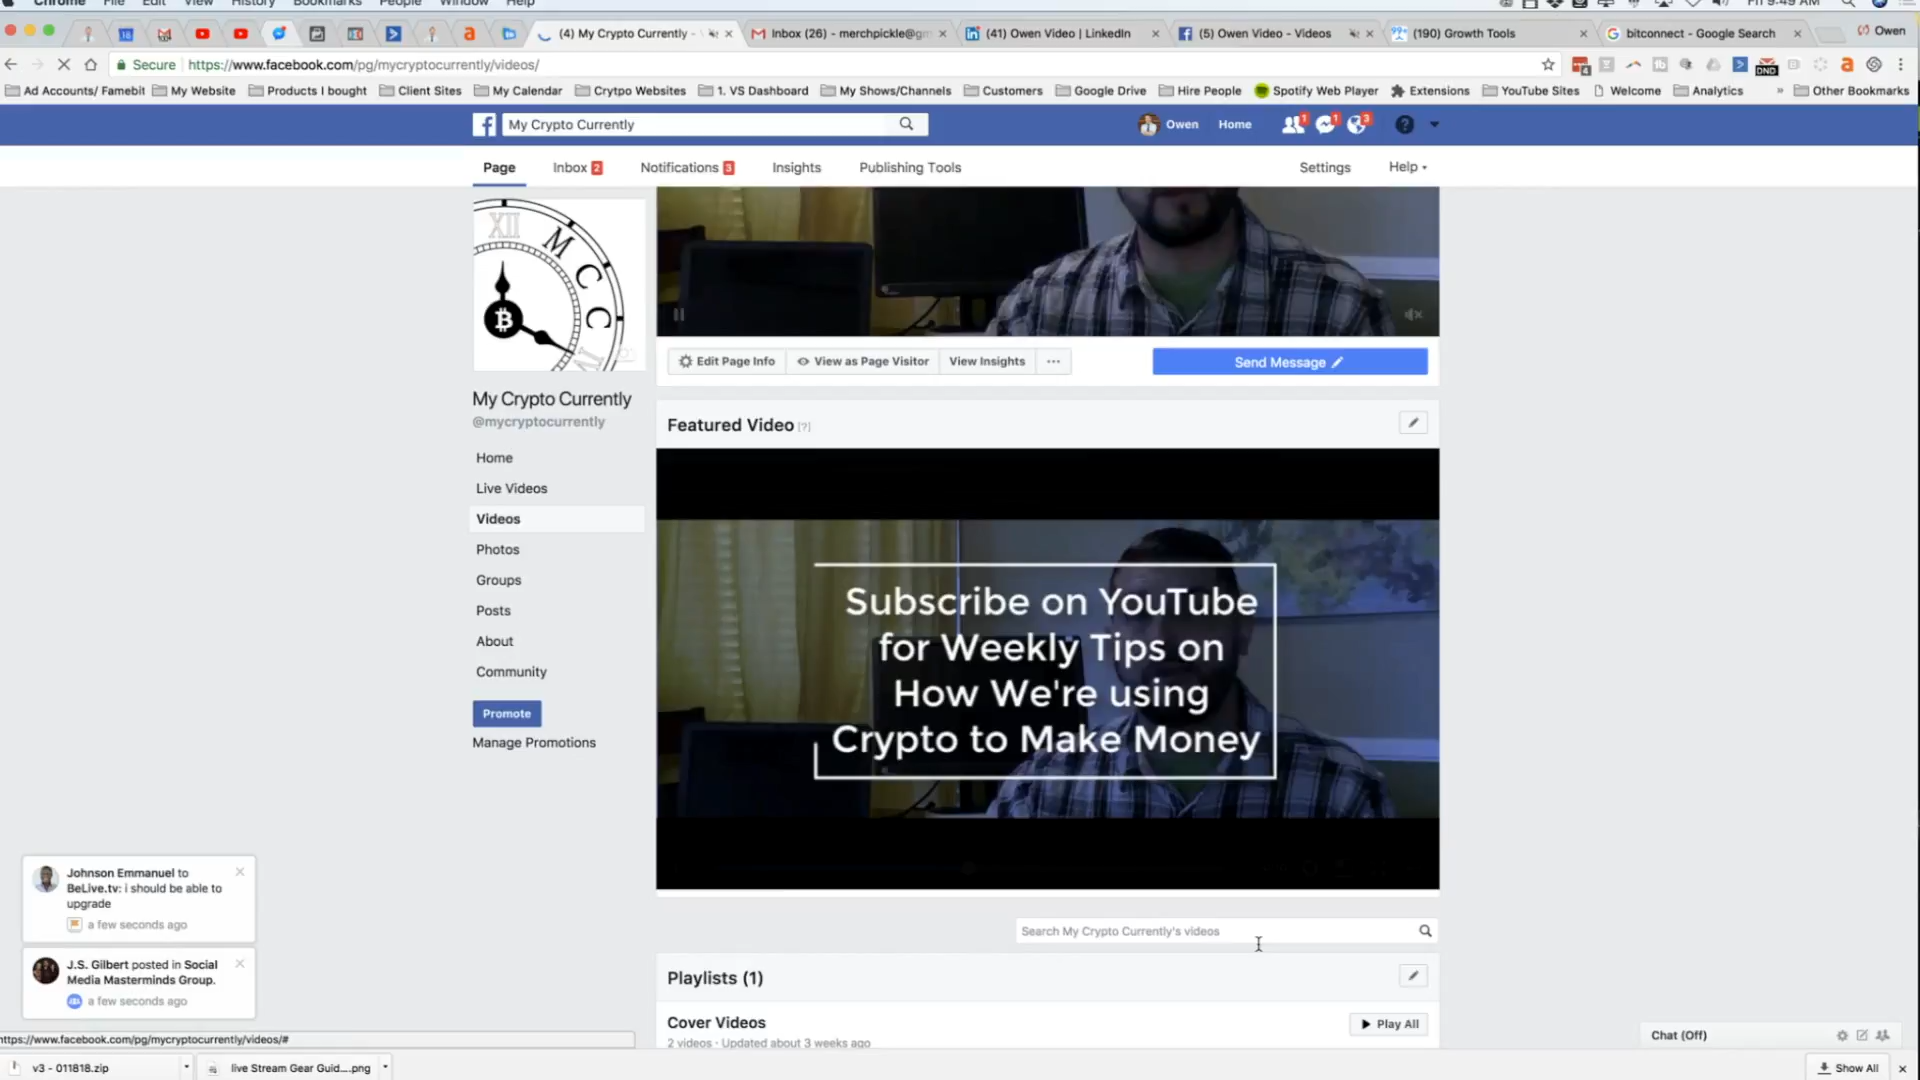 Chrome File Edit View History Bookmarks People Window Help Fri 9:49 AM
(4) My Crypto Currently - Inbox (26) - merchpickle@gm (41) Owen Video | LinkedIn (5) Owen Video - Videos (190) Growth Tools bitconnect - Google Search Owen
Secure https://www.facebook.com/pg/mycryptocurrently/videos/
Ad Accounts/ Famebit My Website Products I bought Client Sites My Calendar Crytpo Websites 1. VS Dashboard My Shows/Channels Customers Google Drive Hire People Spotify Web Player Extensions YouTube Sites Welcome Analytics » Other Bookmarks
My Crypto Currently Owen Home 1 1 3
Page Inbox 2 Notifications 3 Insights Publishing Tools Settings Help
XII M C C
Edit Page Info View as Page Visitor View Insights ... Send Message
My Crypto Currently
@mycryptocurrently
Featured Video [?]
Home
Live Videos
Videos
Photos
Groups
Posts
About
Community
Promote
Manage Promotions
Subscribe on YouTube
for Weekly Tips on
How We're using
Crypto to Make Money
Johnson Emmanuel to
BeLive.tv: i should be able to
upgrade
a few seconds ago
J.S. Gilbert posted in Social
Media Masterminds Group.
a few seconds ago
Search My Crypto Currently's videos
Playlists (1)
Cover Videos Play All
2 videos · Updated about 3 weeks ago
Chat (Off)
https://www.facebook.com/pg/mycryptocurrently/videos/#
v3 - 011818.zip live Stream Gear Guid....png Show All